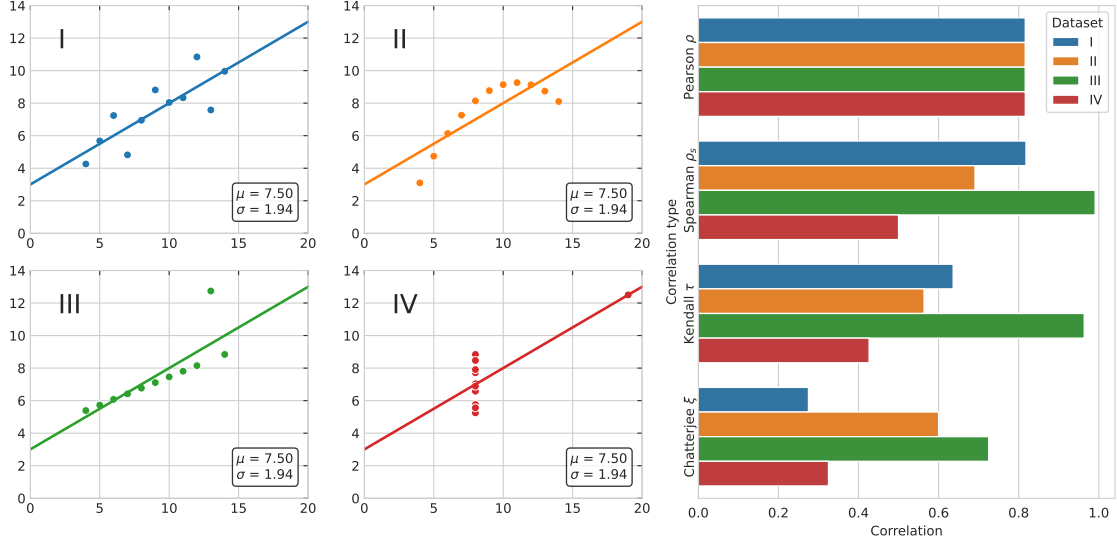 I
14
12
10
8
6
4
2
0
0 5 10 15 20
μ = 7.50
σ = 1.94
II
14
12
10
8
6
4
2
0
0 5 10 15 20
μ = 7.50
σ = 1.94
III
14
12
10
8
6
4
2
0
0 5 10 15 20
μ = 7.50
σ = 1.94
IV
14
12
10
8
6
4
2
0
0 5 10 15 20
μ = 7.50
σ = 1.94
Correlation type
Pearson ρ
Spearman ρs
Kendall τ
Chatterjee ξ
Dataset
I
II
III
IV
0.0 0.2 0.4 0.6 0.8 1.0
Correlation